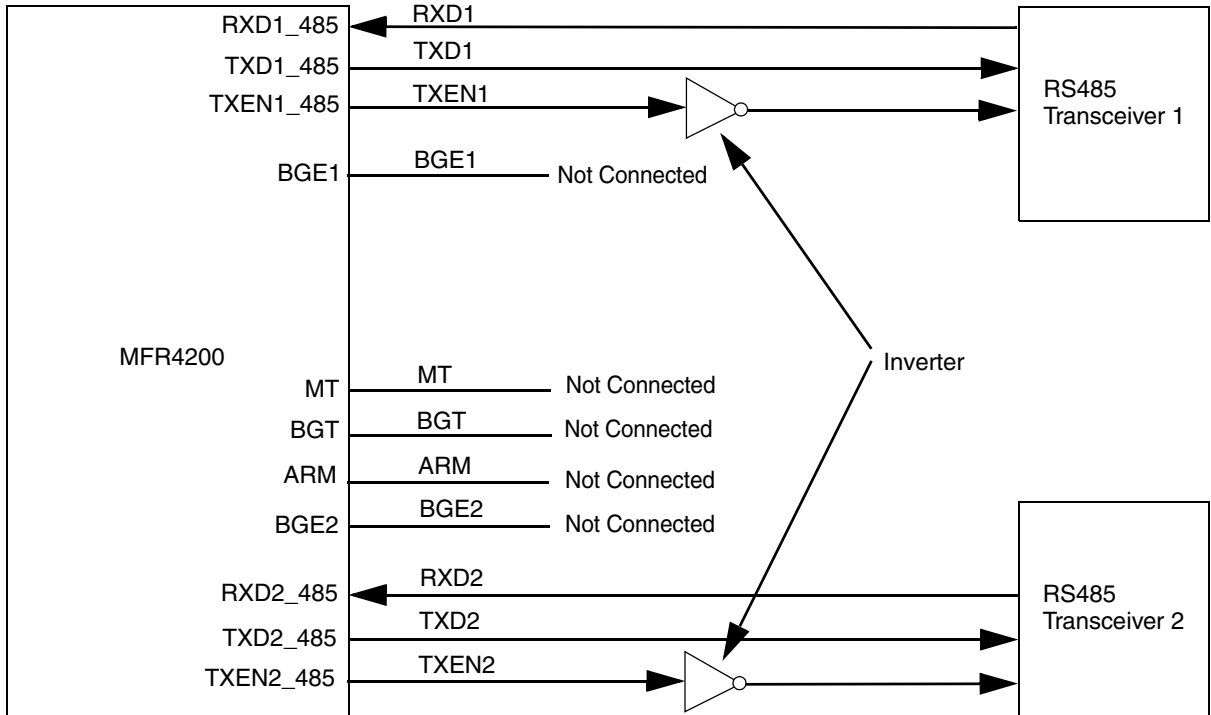 RXD1_485 RXD1
TXD1_485 TXD1
TXEN1_485 TXEN1
RS485
Transceiver 1
BGE1 BGE1 Not Connected
MFR4200
Inverter
MT MT Not Connected
BGT BGT Not Connected
ARM ARM Not Connected
BGE2 BGE2 Not Connected
RXD2_485 RXD2
TXD2_485 TXD2
TXEN2_485 TXEN2
RS485
Transceiver 2